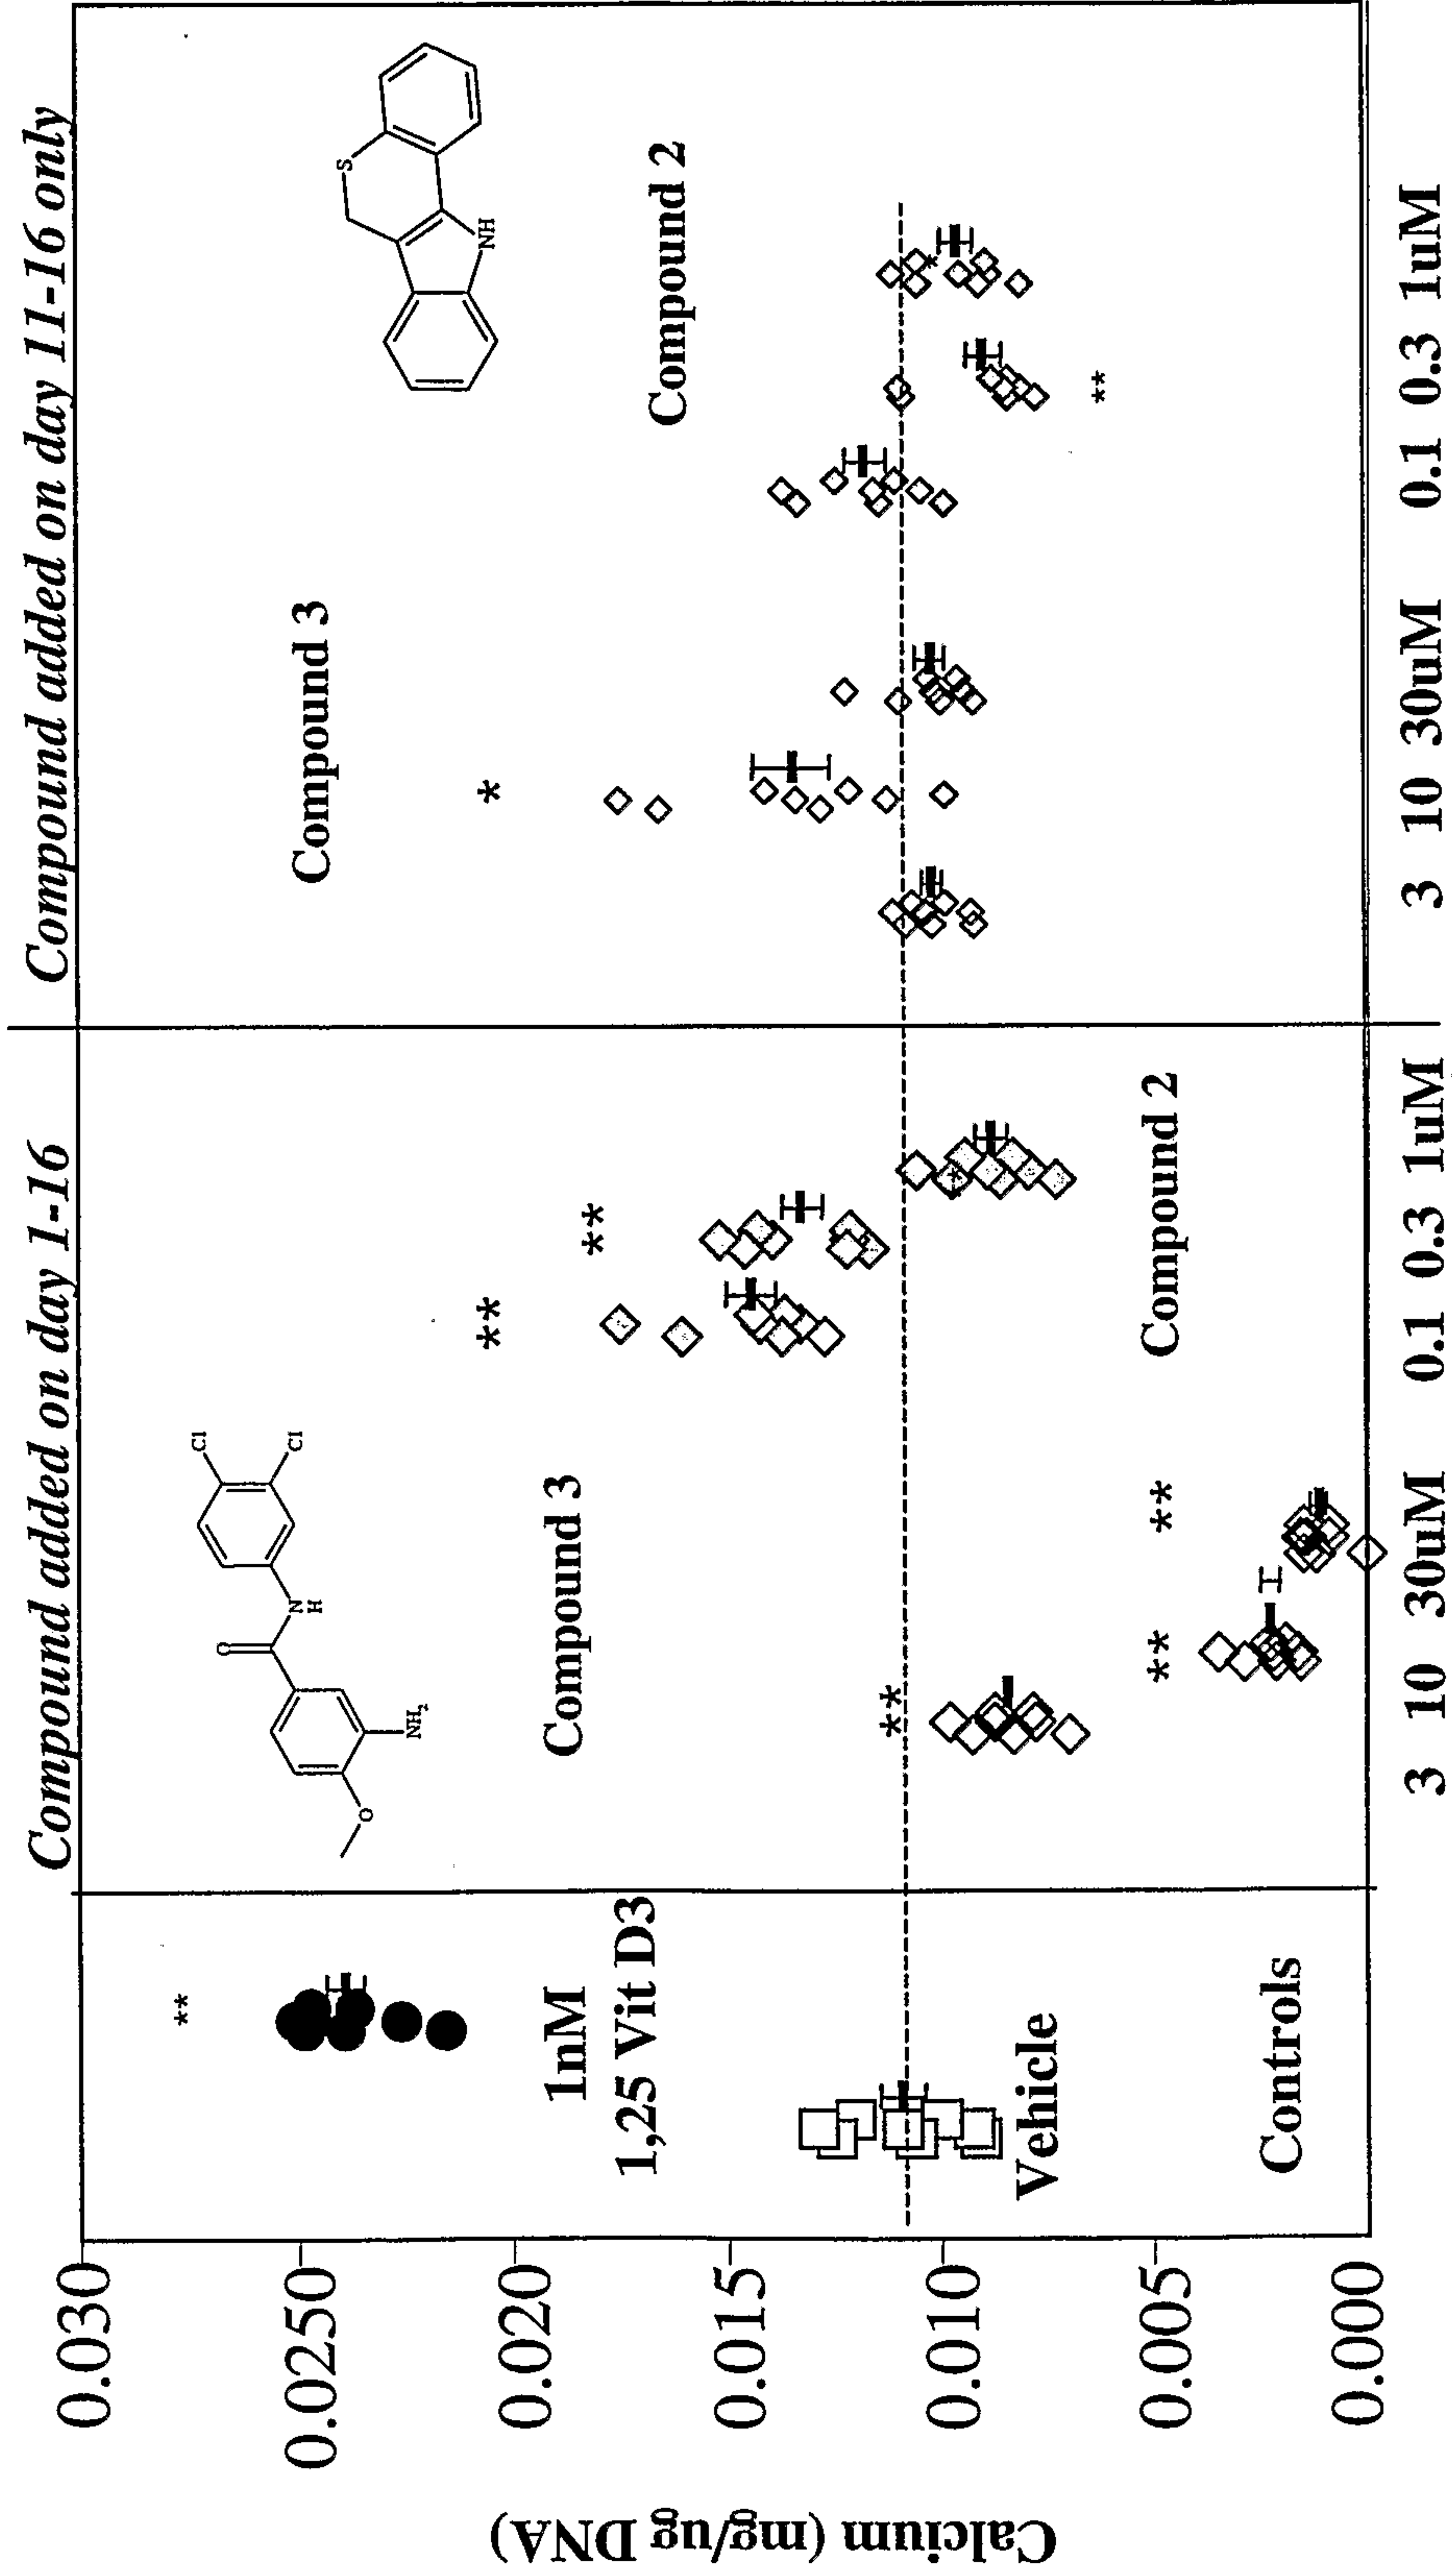 Compound added on day 1-16
Compound added on day 11-16 only
Calcium (mg/ug DNA)
0.030
0.0250
0.020
0.015
0.010
0.005
0.000
**
1nM
1,25 Vit D3
Vehicle
Controls
O
NH2
O
N
H
Cl
Cl
Compound 3
**
**
**
**
**
*
Compound 2
3 10 30uM 0.1 0.3 1uM
Compound 3
*
S
NH
Compound 2
*
**
3 10 30uM 0.1 0.3 1uM